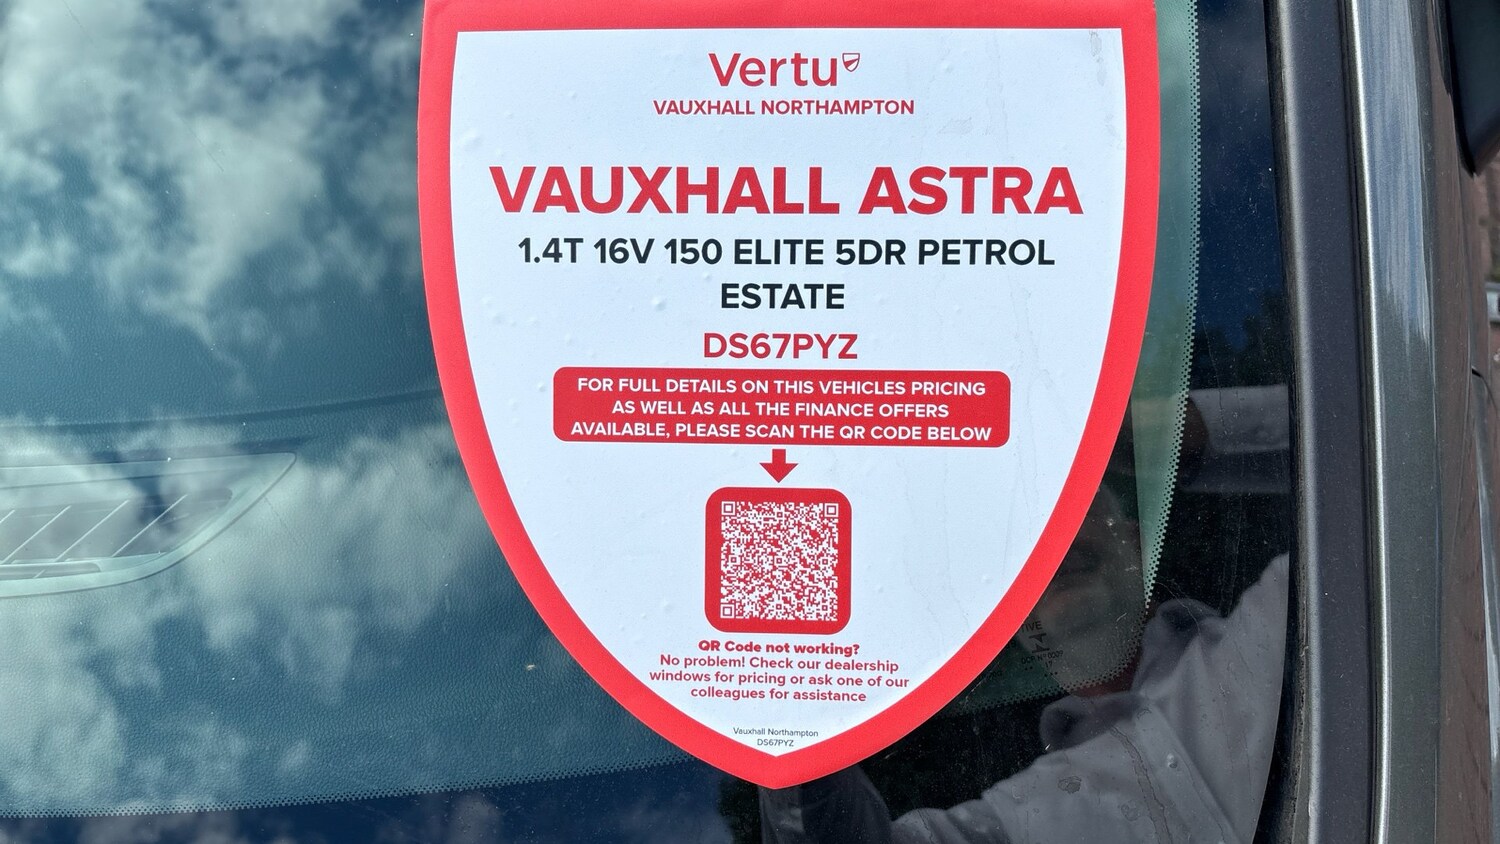 Vertu
VAUXHALL NORTHAMPTON
VAUXHALL ASTRA
1.4T 16V 150 ELITE 5DR PETROL
ESTATE
DS67PYZ
FOR FULL DETAILS ON THIS VEHICLES PRICING
AS WELL AS ALL THE FINANCE OFFERS
AVAILABLE, PLEASE SCAN THE QR CODE BELOW
QR Code not working?
No problem! Check our dealership
windows for pricing or ask one of our
colleagues for assistance
Vauxhall Northampton
DS67PYZ